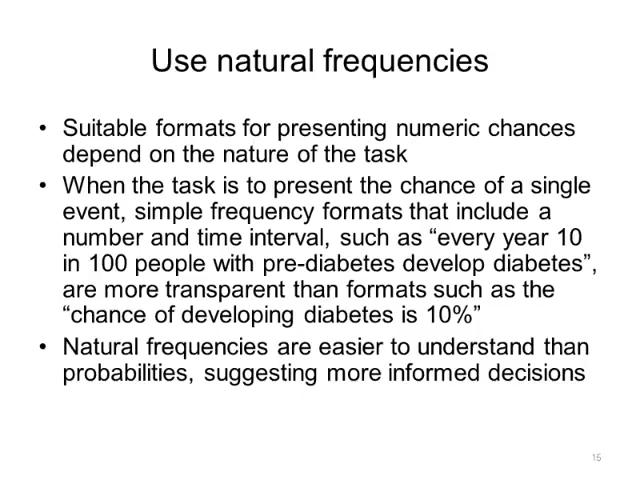 Use natural frequencies
• Suitable formats for presenting numeric chances
depend on the nature of the task
• When the task is to present the chance of a single
event, simple frequency formats that include a
number and time interval, such as “every year 10
in 100 people with pre-diabetes develop diabetes”,
are more transparent than formats such as the
“chance of developing diabetes is 10%”
• Natural frequencies are easier to understand than
probabilities, suggesting more informed decisions
15